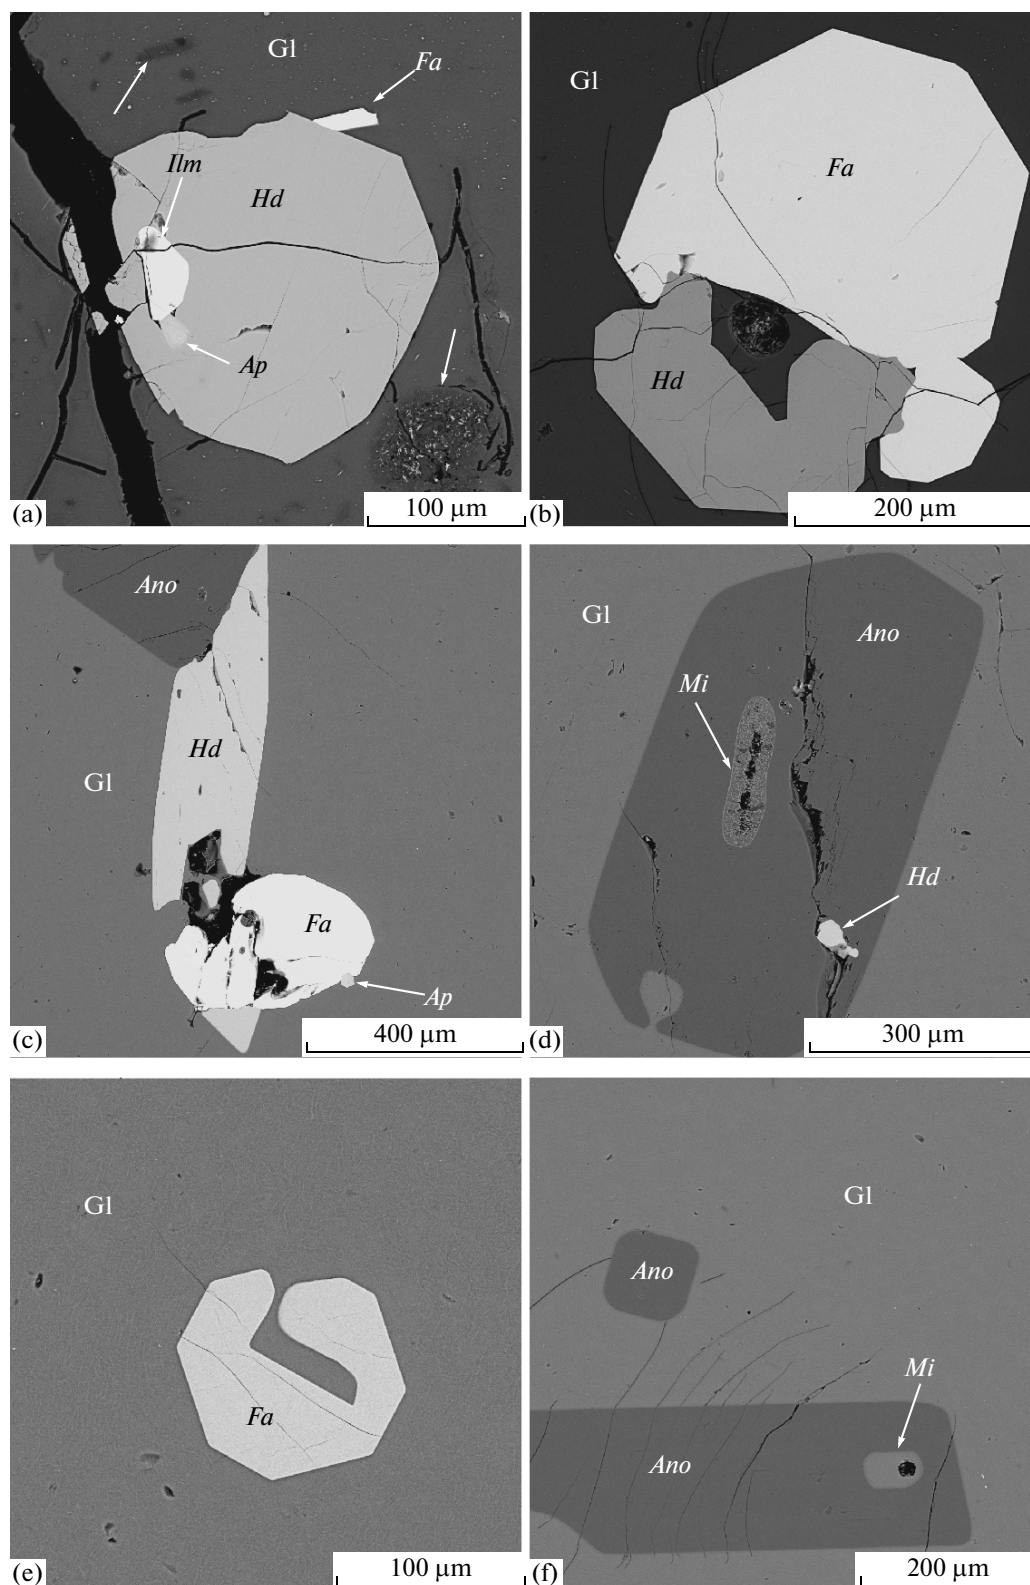 Gl
Fa
Ilm
Hd
Ap
(a)
100 µm
Gl
Fa
Hd
(b)
200 µm
Ano
Hd
Gl
Fa
Ap
(c)
400 µm
Gl
Ano
Mi
Hd
(d)
300 µm
Gl
Fa
(e)
100 µm
Gl
Ano
Mi
Ano
(f)
200 µm